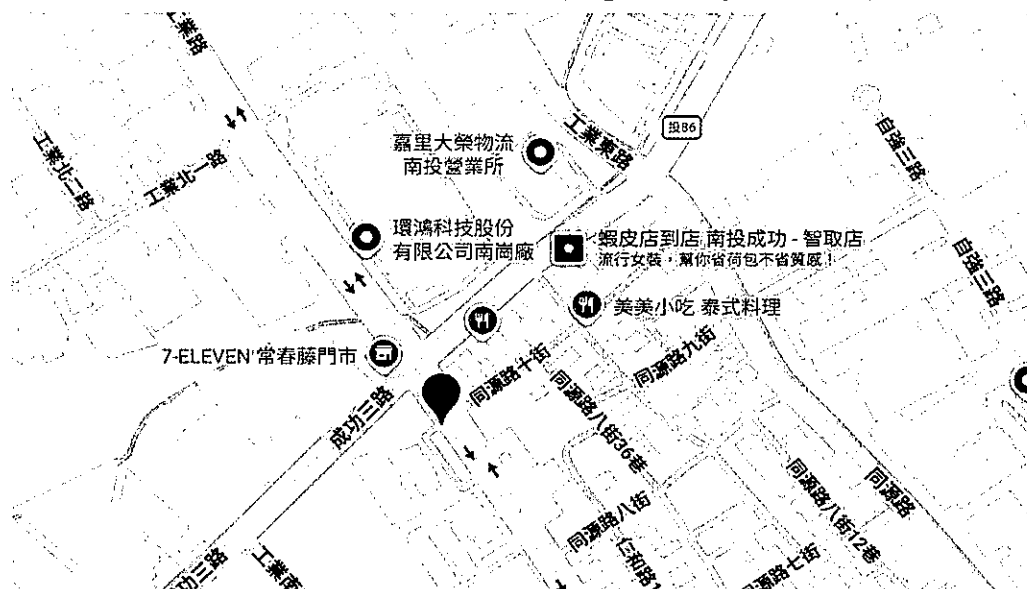 工業路
工業北二路
工業北一路
嘉里大榮物流
南投營業所
工業東路
投86
自強三路
環鴻科技股份
有限公司南崗廠
蝦皮店到店 南投成功 - 智取店
流行女裝，幫你省荷包不省質感！
自強三路
美美小吃 泰式料理
7-ELEVEN 常春藤門市
同源路十街
同源路九街
成功三路
同源路八街36巷
同源路八街
同源路八街12巷
同源路
仁和路
同源路七街
功三路
工業南